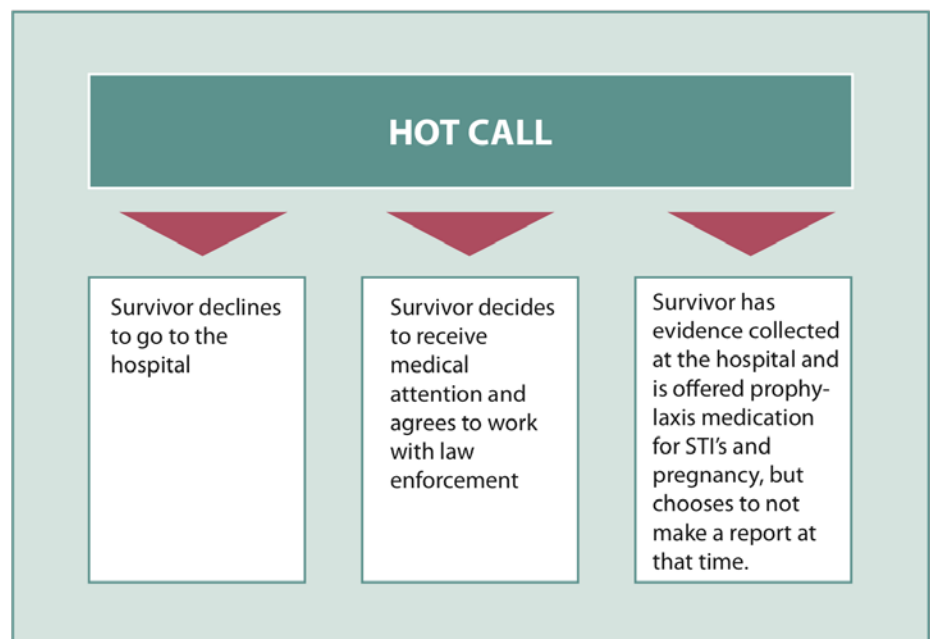 HOT CALL
Survivor declines
to go to the
hospital
Survivor decides
to receive
medical
attention and
agrees to work
with law
enforcement
Survivor has
evidence collected
at the hospital and
is offered prophy-
laxis medication
for STI's and
pregnancy, but
chooses to not
make a report at
that time.